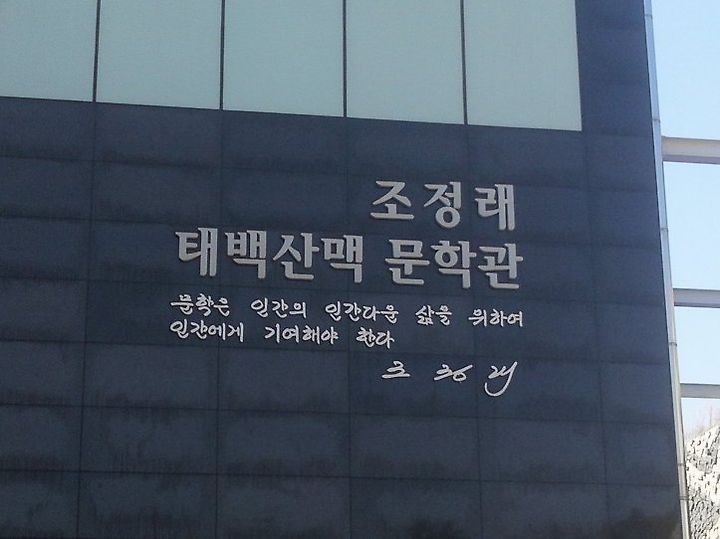 조정래
태백산맥 문학관
문학은 인간의 인간다운 삶을 위하여
인간에게 기여해야 한다
조정래